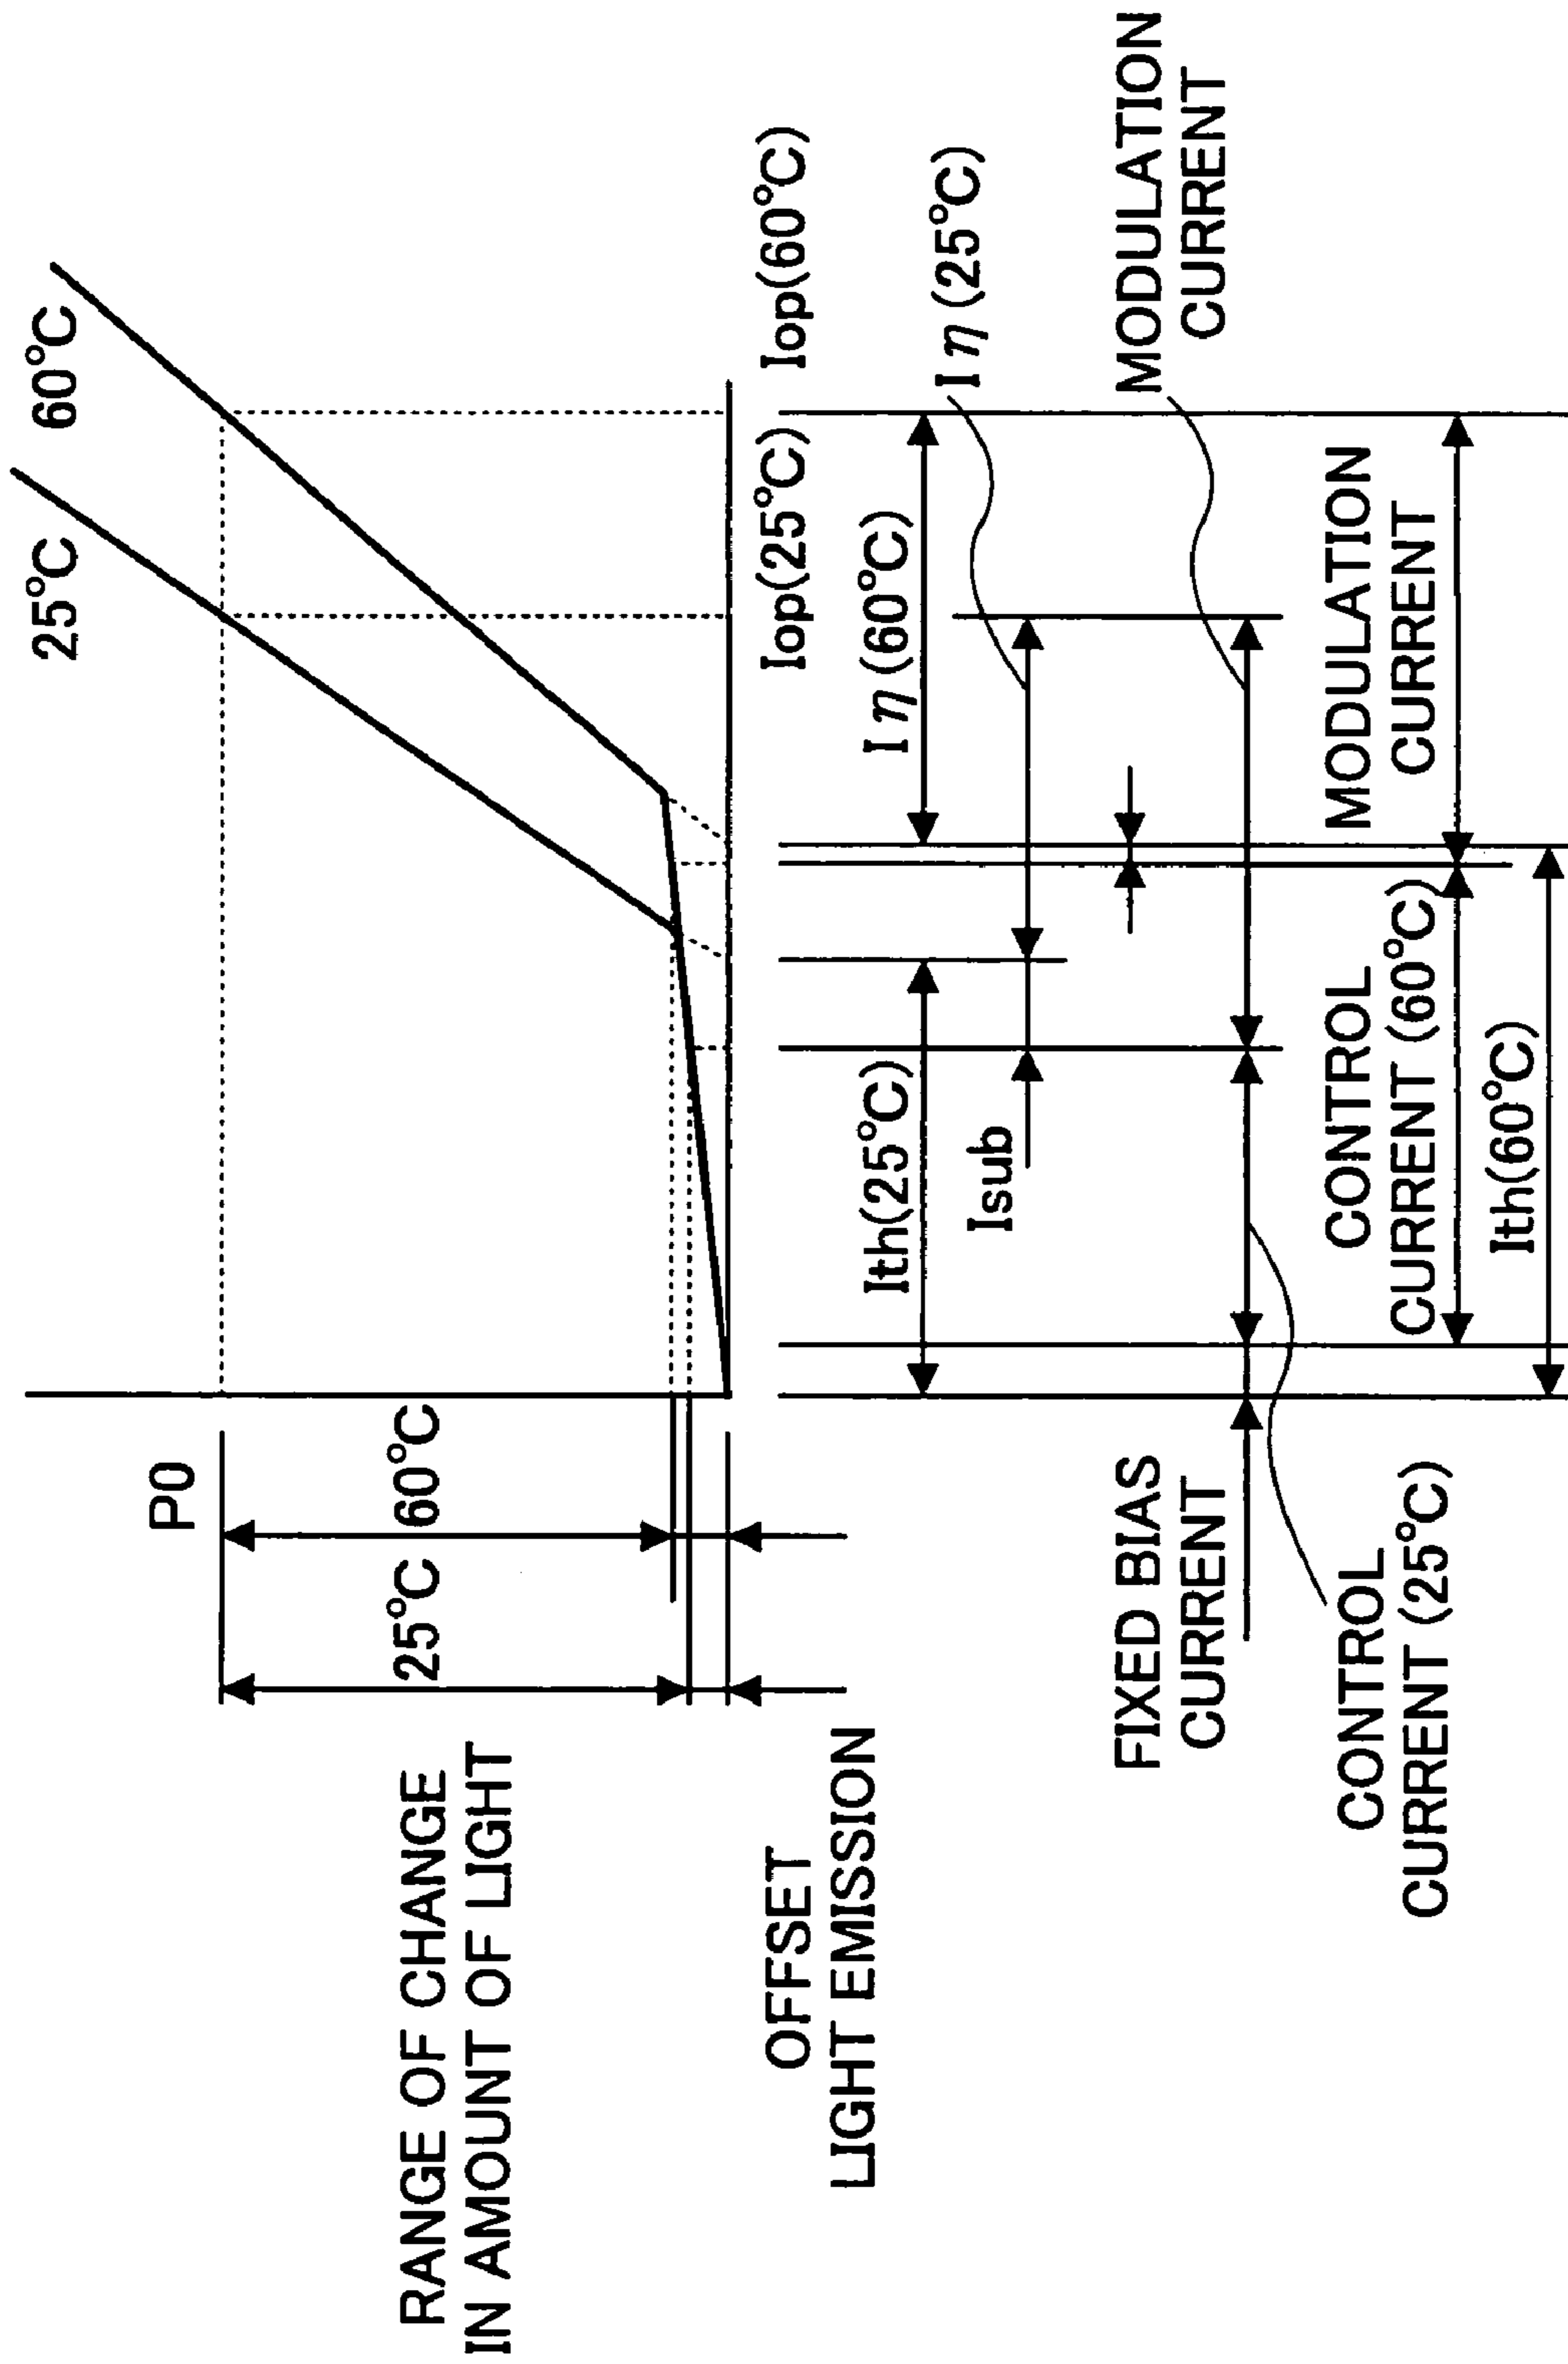 25°C
60°C
P0
25°C
60°C
RANGE OF CHANGE
IN AMOUNT OF LIGHT
OFFSET
LIGHT EMISSION
Iop(25°C)
Iop(60°C)
Ith(25°C)
I η (60°C)
I η (25°C)
Isub
FIXED BIAS
CURRENT
MODULATION
CURRENT
CONTROL
CURRENT (25°C)
CONTROL
CURRENT (60°C)
MODULATION
CURRENT
Ith(60°C)